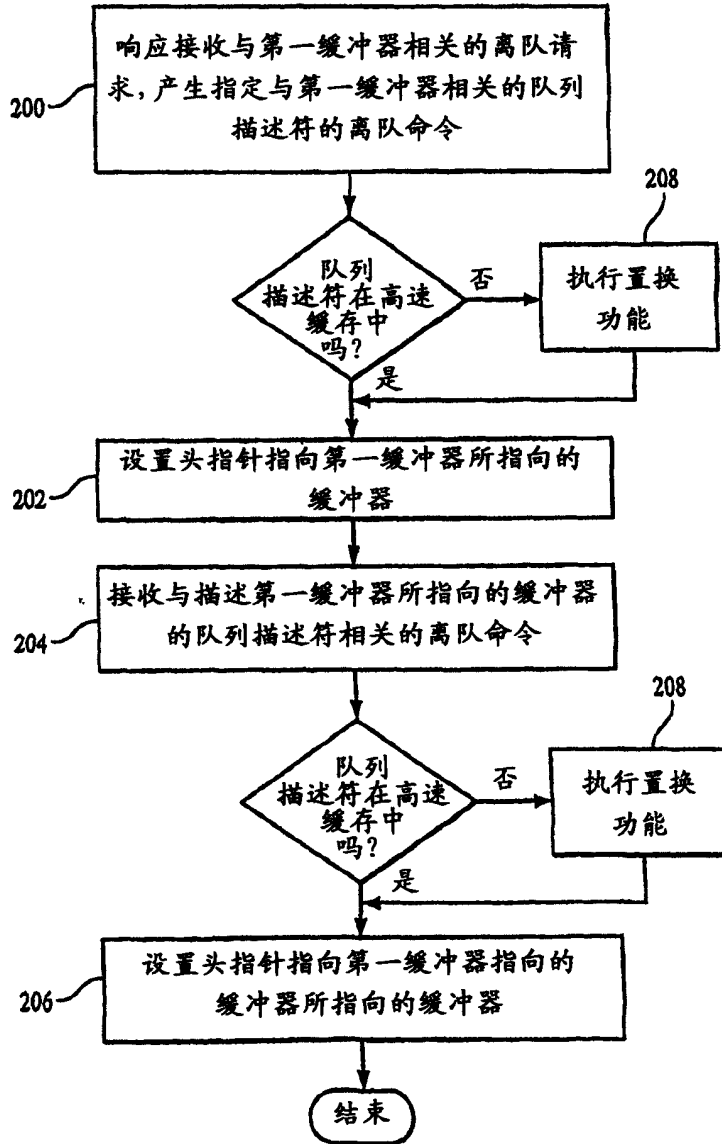 响应接收与第一缓冲器相关的离队请
求,产生指定与第一缓冲器相关的队列
描述符的离队命令
200
队列
描述符在高速
缓存中
吗?
否
208
执行置换
功能
是
设置头指针指向第一缓冲器所指向的
缓冲器
202
接收与描述第一缓冲器所指向的缓冲器
的队列描述符相关的离队命令
204
队列
描述符在高速
缓存中
吗?
否
208
执行置换
功能
是
设置头指针指向第一缓冲器指向的
缓冲器所指向的缓冲器
206
结束